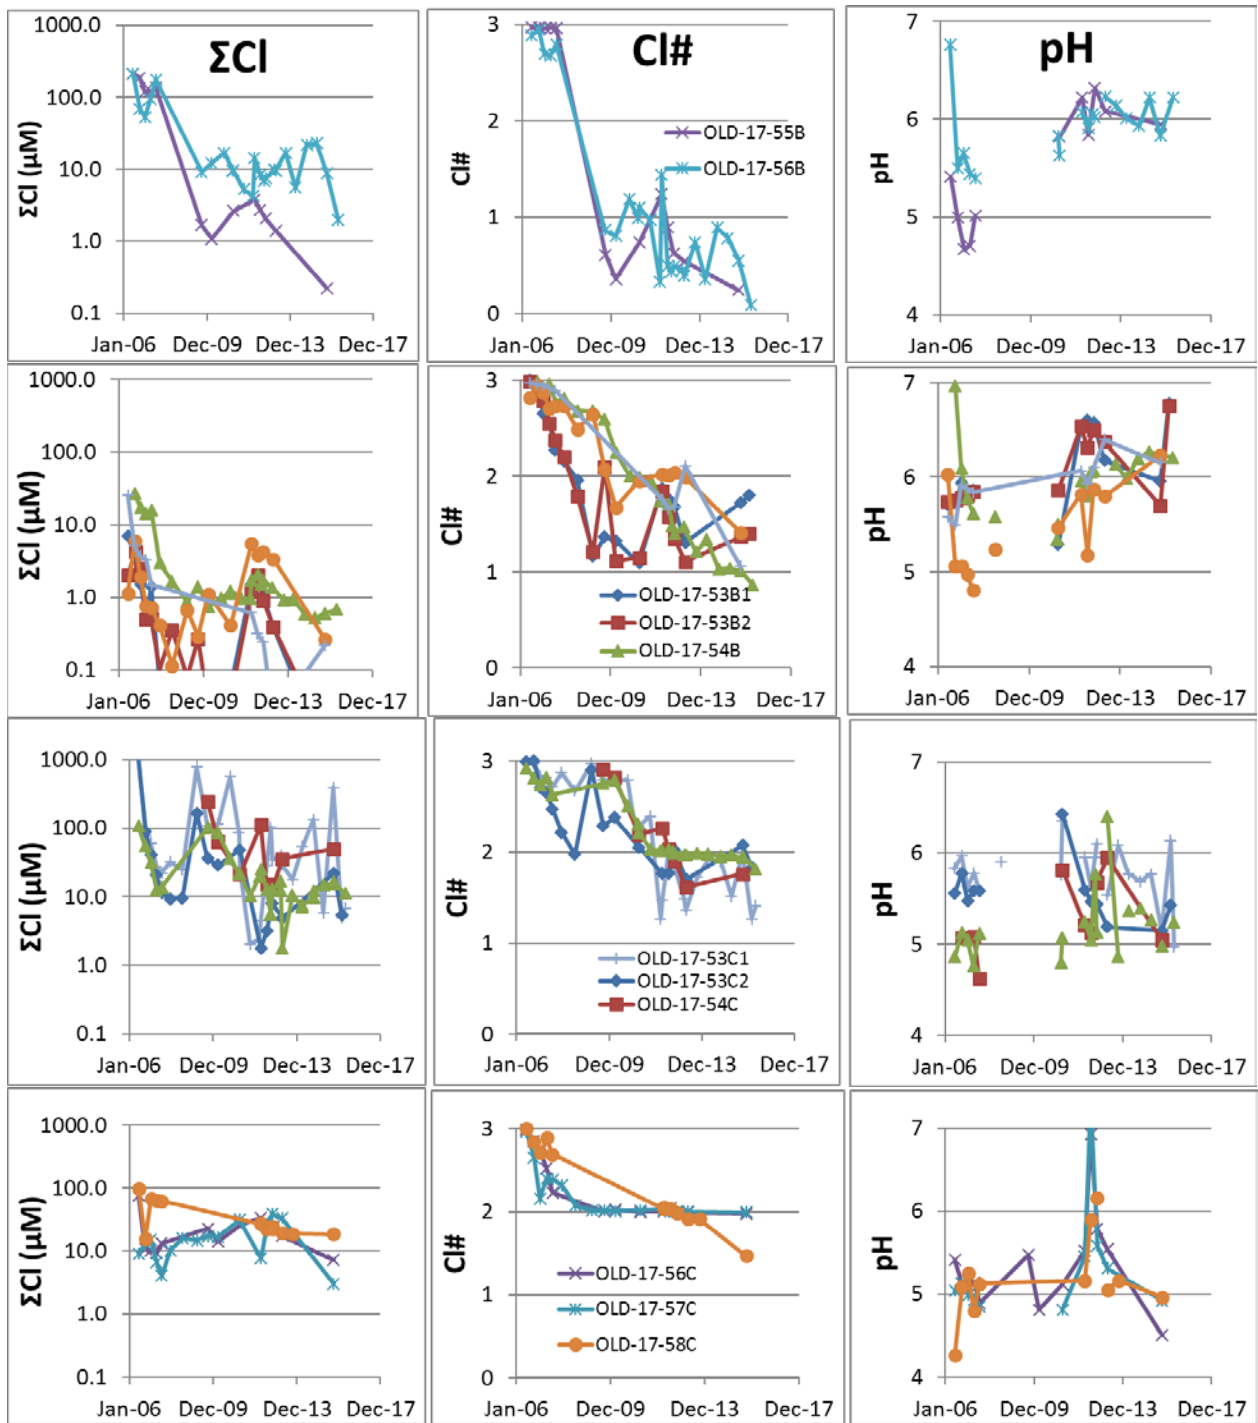 ΣCl
Cl#
pH
ΣCl (µM)
1000.0
100.0
10.0
1.0
0.1
Jan-06 Dec-09 Dec-13 Dec-17
Cl#
3
2
1
0
OLD-17-55B
OLD-17-56B
Jan-06 Dec-09 Dec-13 Dec-17
pH
7
6
5
4
Jan-06 Dec-09 Dec-13 Dec-17
ΣCl (µM)
1000.0
100.0
10.0
1.0
0.1
Jan-06 Dec-09 Dec-13 Dec-17
Cl#
3
2
1
0
OLD-17-53B1
OLD-17-53B2
OLD-17-54B
Jan-06 Dec-09 Dec-13 Dec-17
pH
7
6
5
4
Jan-06 Dec-09 Dec-13 Dec-17
ΣCl (µM)
1000.0
100.0
10.0
1.0
0.1
Jan-06 Dec-09 Dec-13 Dec-17
Cl#
3
2
1
0
OLD-17-53C1
OLD-17-53C2
OLD-17-54C
Jan-06 Dec-09 Dec-13 Dec-17
pH
7
6
5
4
Jan-06 Dec-09 Dec-13 Dec-17
ΣCl (µM)
1000.0
100.0
10.0
1.0
0.1
Jan-06 Dec-09 Dec-13 Dec-17
Cl#
3
2
1
0
OLD-17-56C
OLD-17-57C
OLD-17-58C
Jan-06 Dec-09 Dec-13 Dec-17
pH
7
6
5
4
Jan-06 Dec-09 Dec-13 Dec-17